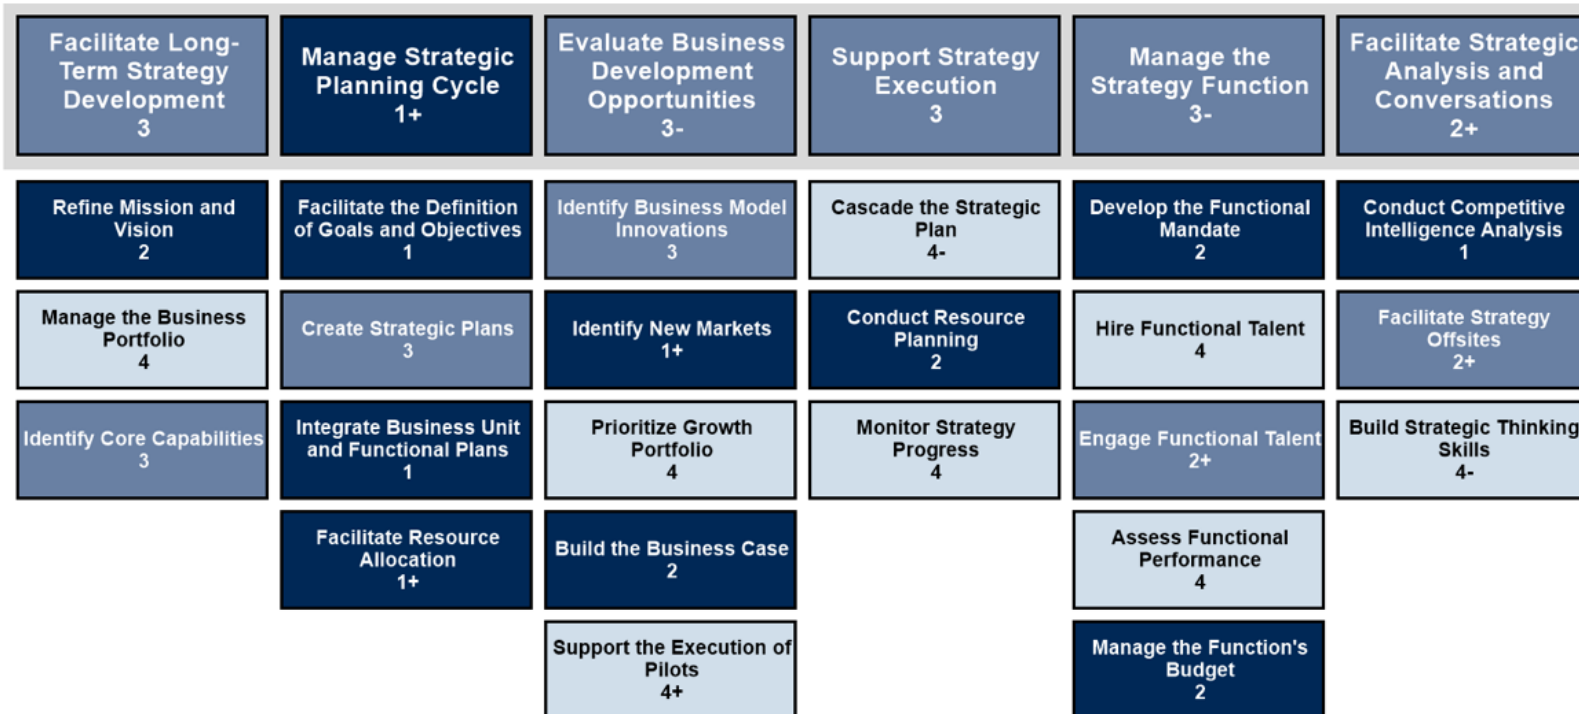 Facilitate Long-
Term Strategy
Development
3
Manage Strategic
Planning Cycle
1+
Evaluate Business
Development
Opportunities
3-
Support Strategy
Execution
3
Manage the
Strategy Function
3-
Facilitate Strategic
Analysis and
Conversations
2+
Refine Mission and
Vision
2
Facilitate the Definition
of Goals and Objectives
1
Identify Business Model
Innovations
3
Cascade the Strategic
Plan
4-
Develop the Functional
Mandate
2
Conduct Competitive
Intelligence Analysis
1
Manage the Business
Portfolio
4
Create Strategic Plans
3
Identify New Markets
1+
Conduct Resource
Planning
2
Hire Functional Talent
4
Facilitate Strategy
Offsites
2+
Identify Core Capabilities
3
Integrate Business Unit
and Functional Plans
1
Prioritize Growth
Portfolio
4
Monitor Strategy
Progress
4
Engage Functional Talent
2+
Build Strategic Thinking
Skills
4-
Facilitate Resource
Allocation
1+
Build the Business Case
2
Assess Functional
Performance
4
Support the Execution of
Pilots
4+
Manage the Function's
Budget
2